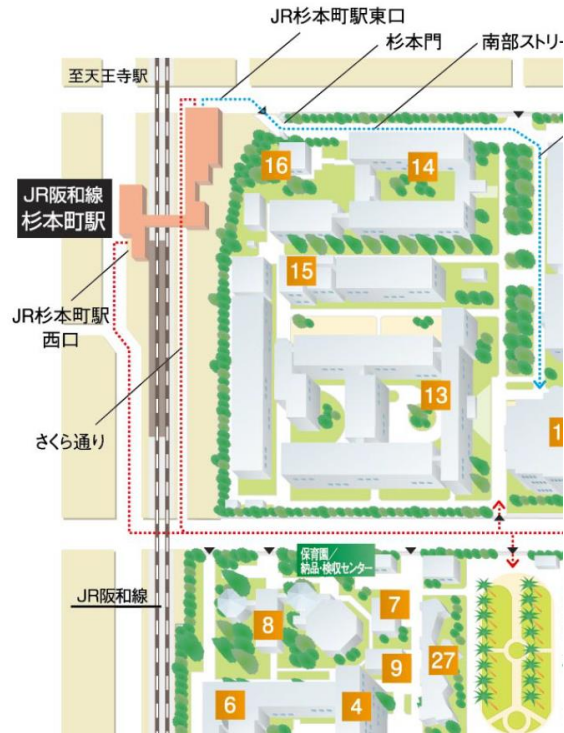 JR杉本町駅東口
杉本門
南部ストリー
至天王寺駅
16
14
JR阪和線
杉本町駅
15
JR杉本町駅
西口
13
さくら通り
1
保育園/
納品・検収センター
JR阪和線
7
8
9
27
6
4